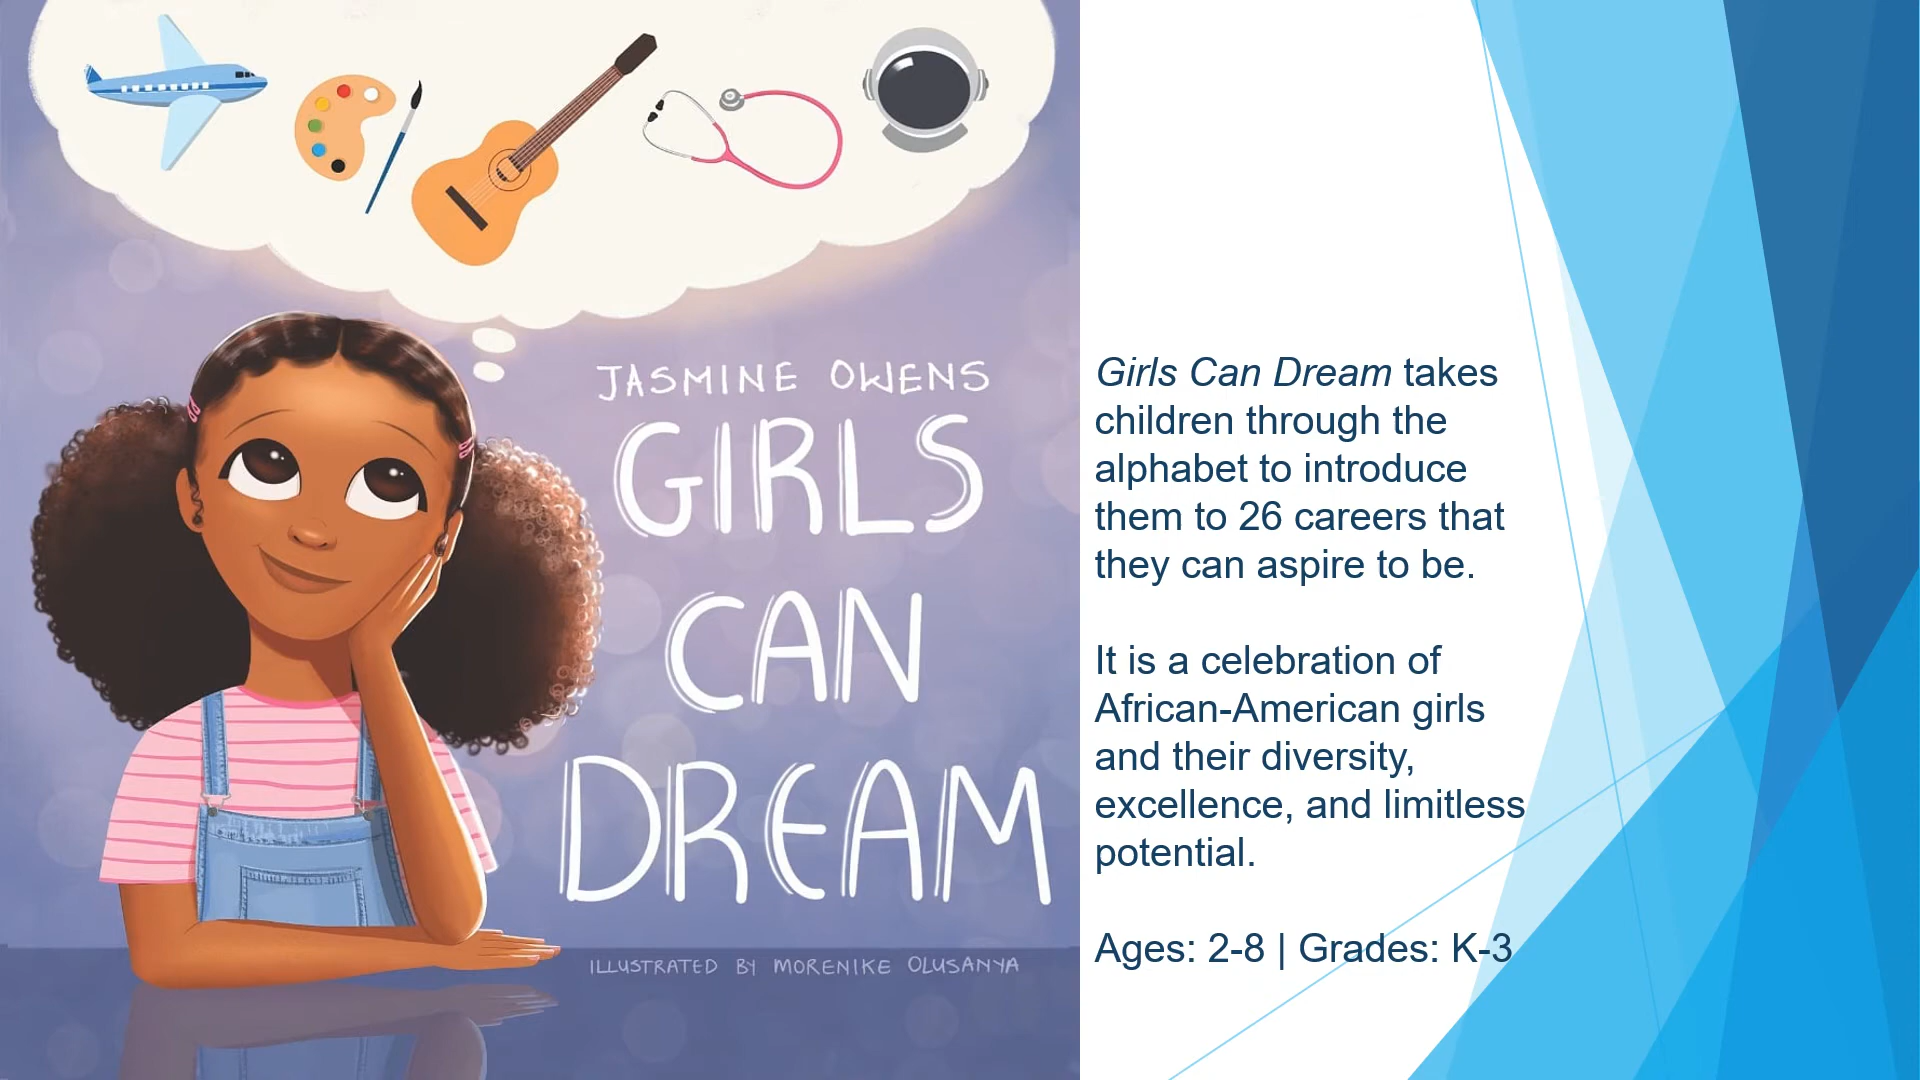 JASMINE OWENS
GIRLS
CAN
DREAM
ILLUSTRATED BY MORENIKE OLUSANYA
Girls Can Dream takes
children through the
alphabet to introduce
them to 26 careers that
they can aspire to be.
It is a celebration of
African-American girls
and their diversity,
excellence, and limitless
potential.
Ages: 2-8 | Grades: K-3